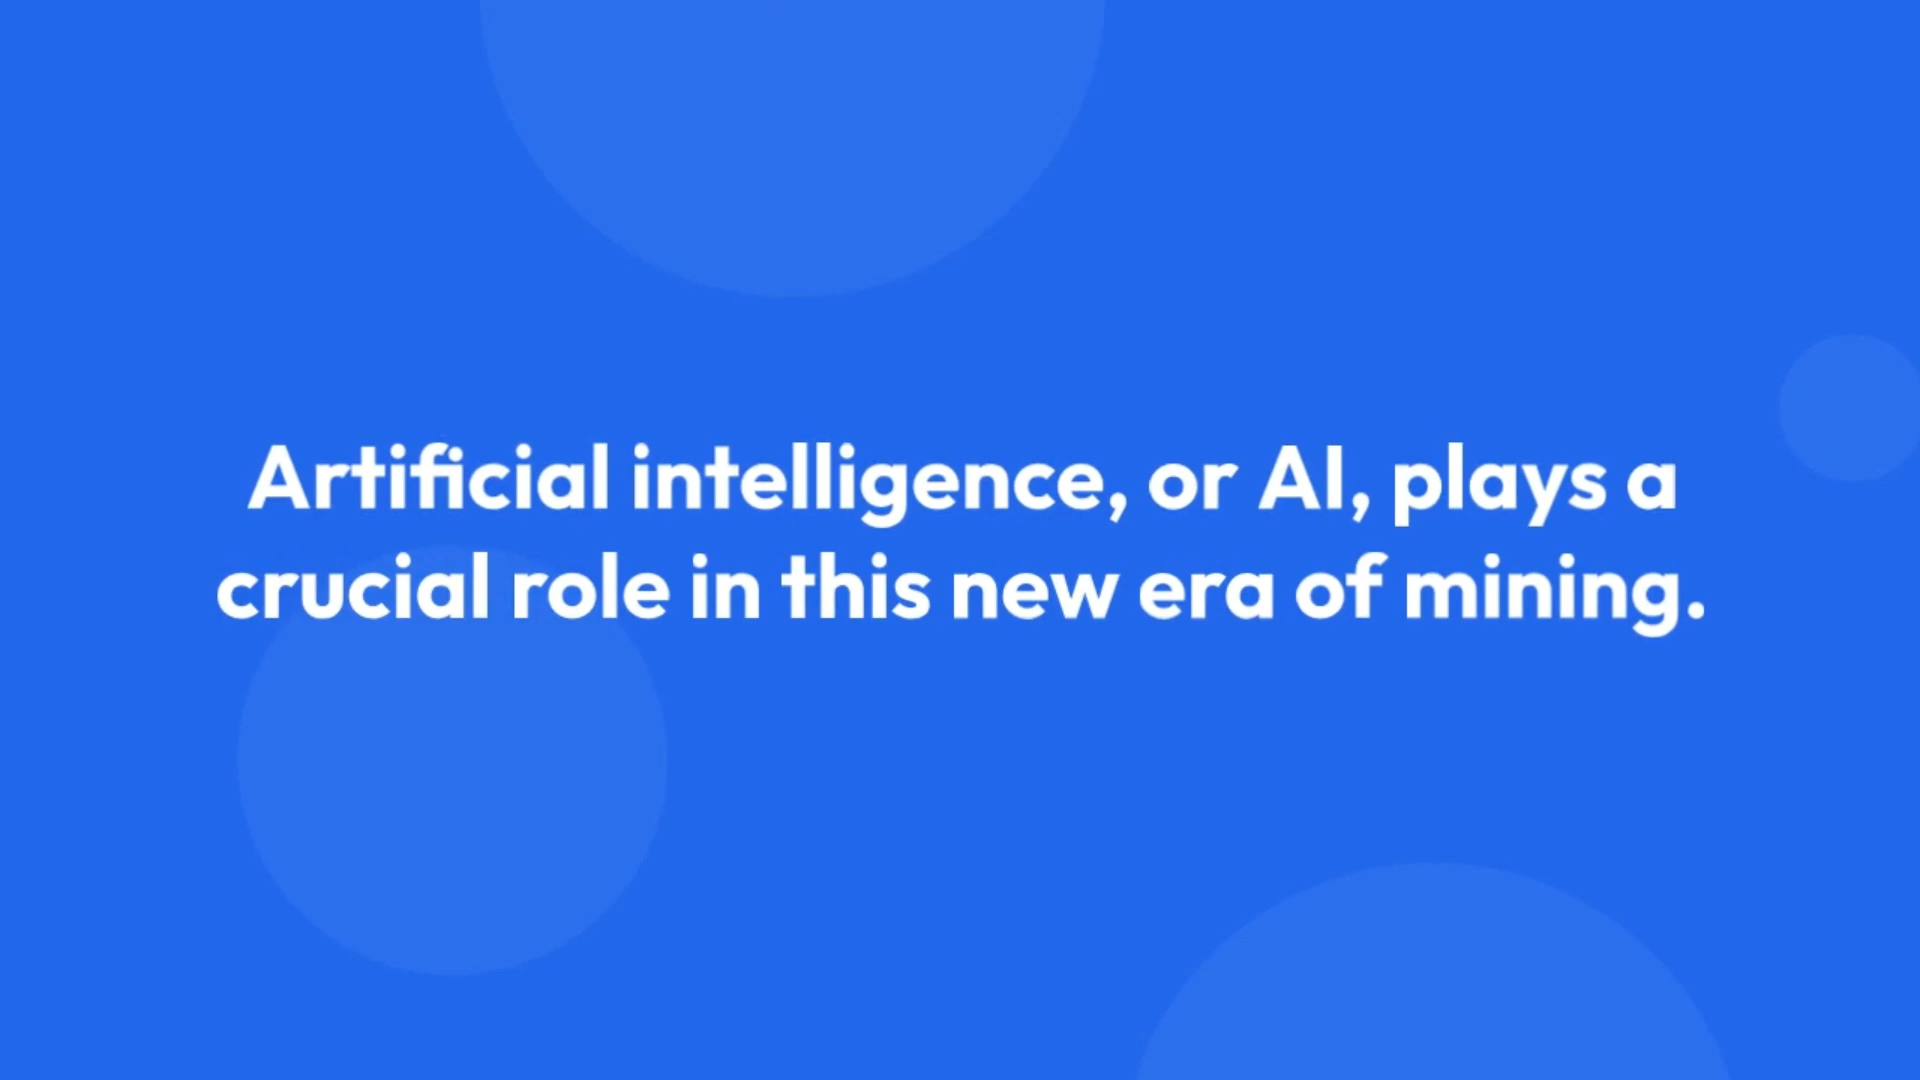 Artificial intelligence, or AI, plays a
crucial role in this new era of mining.